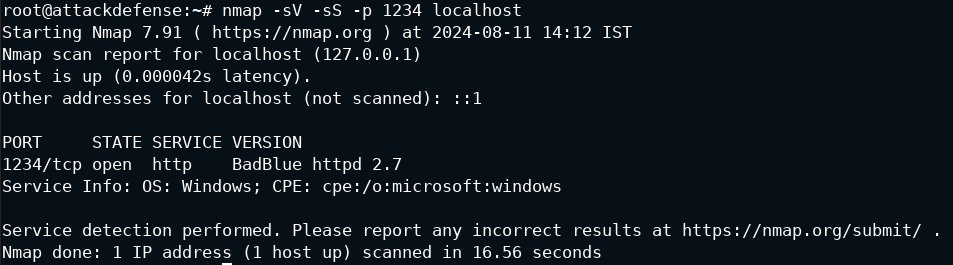 root@attackdefense:~# nmap -sV -sS -p 1234 localhost
Starting Nmap 7.91 ( https://nmap.org ) at 2024-08-11 14:12 IST
Nmap scan report for localhost (127.0.0.1)
Host is up (0.000042s latency).
Other addresses for localhost (not scanned): ::1
PORT     STATE SERVICE VERSION
1234/tcp open  http    BadBlue httpd 2.7
Service Info: OS: Windows; CPE: cpe:/o:microsoft:windows
Service detection performed. Please report any incorrect results at https://nmap.org/submit/ .
Nmap done: 1 IP address (1 host up) scanned in 16.56 seconds